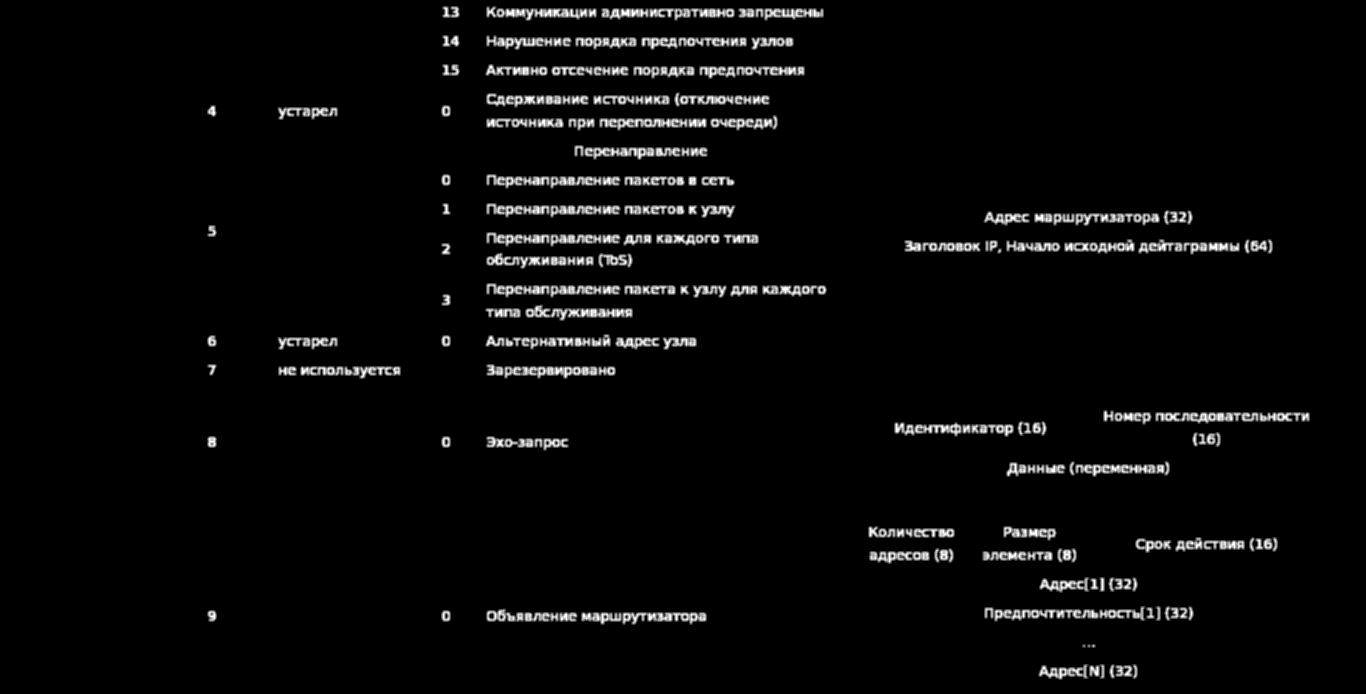 13 Коммуникации административно запрещены
14 Нарушение порядка предпочтения узлов
15 Активно отсечение порядка предпочтения
4 устарел 0 Сдерживание источника (отключение
источника при переполнении очереди)
Перенаправление
0 Перенаправление пакетов в сеть
1 Перенаправление пакетов к узлу
5
2 Перенаправление для каждого типа
обслуживания (ToS)
3 Перенаправление пакета к узлу для каждого
типа обслуживания
Адрес маршрутизатора (32)
Заголовок IP, Начало исходной дейтаграммы (64)
6 устарел 0 Альтернативный адрес узла
7 не используется Зарезервировано
8 0 Эхо-запрос
Идентификатор (16)
Номер последовательности
(16)
Данные (переменная)
9 0 Объявление маршрутизатора
Количество
адресов (8)
Размер
элемента (8)
Срок действия (16)
Адрес[1] (32)
Предпочтительность[1] (32)
...
Адрес[N] (32)